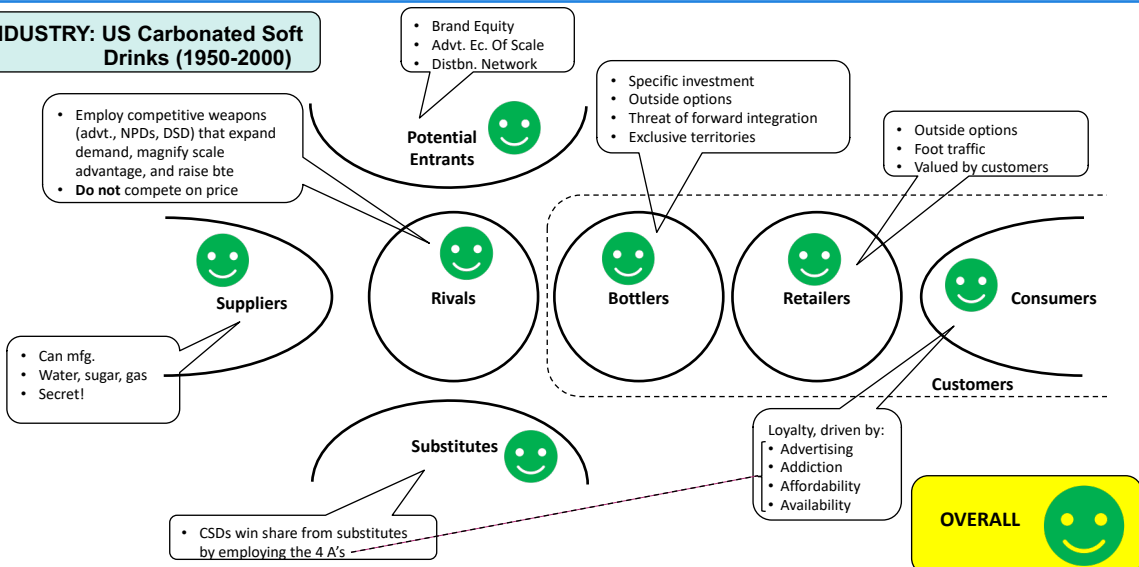 NDUSTRY: US Carbonated Soft
Drinks (1950-2000)
• Brand Equity
• Advt. Ec. Of Scale
• Distbn. Network
• Employ competitive weapons
(advt., NPDs, DSD) that expand
demand, magnify scale
advantage, and raise bte
• Do not compete on price
• Specific investment
• Outside options
• Threat of forward integration
• Exclusive territories
• Outside options
• Foot traffic
• Valued by customers
Potential
Entrants
Suppliers
Rivals
Bottlers
Retailers
Consumers
Customers
• Can mfg.
• Water, sugar, gas
• Secret!
Substitutes
Loyalty, driven by:
• Advertising
• Addiction
• Affordability
• Availability
• CSDs win share from substitutes
by employing the 4 A's
OVERALL